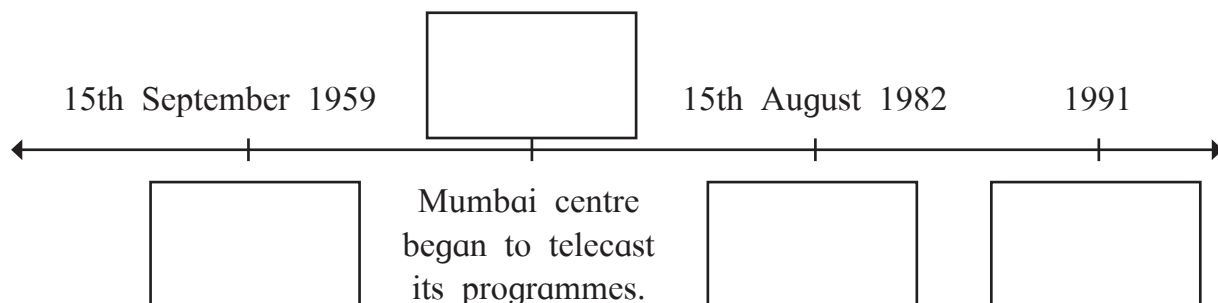 15th September 1959
15th August 1982
1991
Mumbai centre
began to telecast
its programmes.